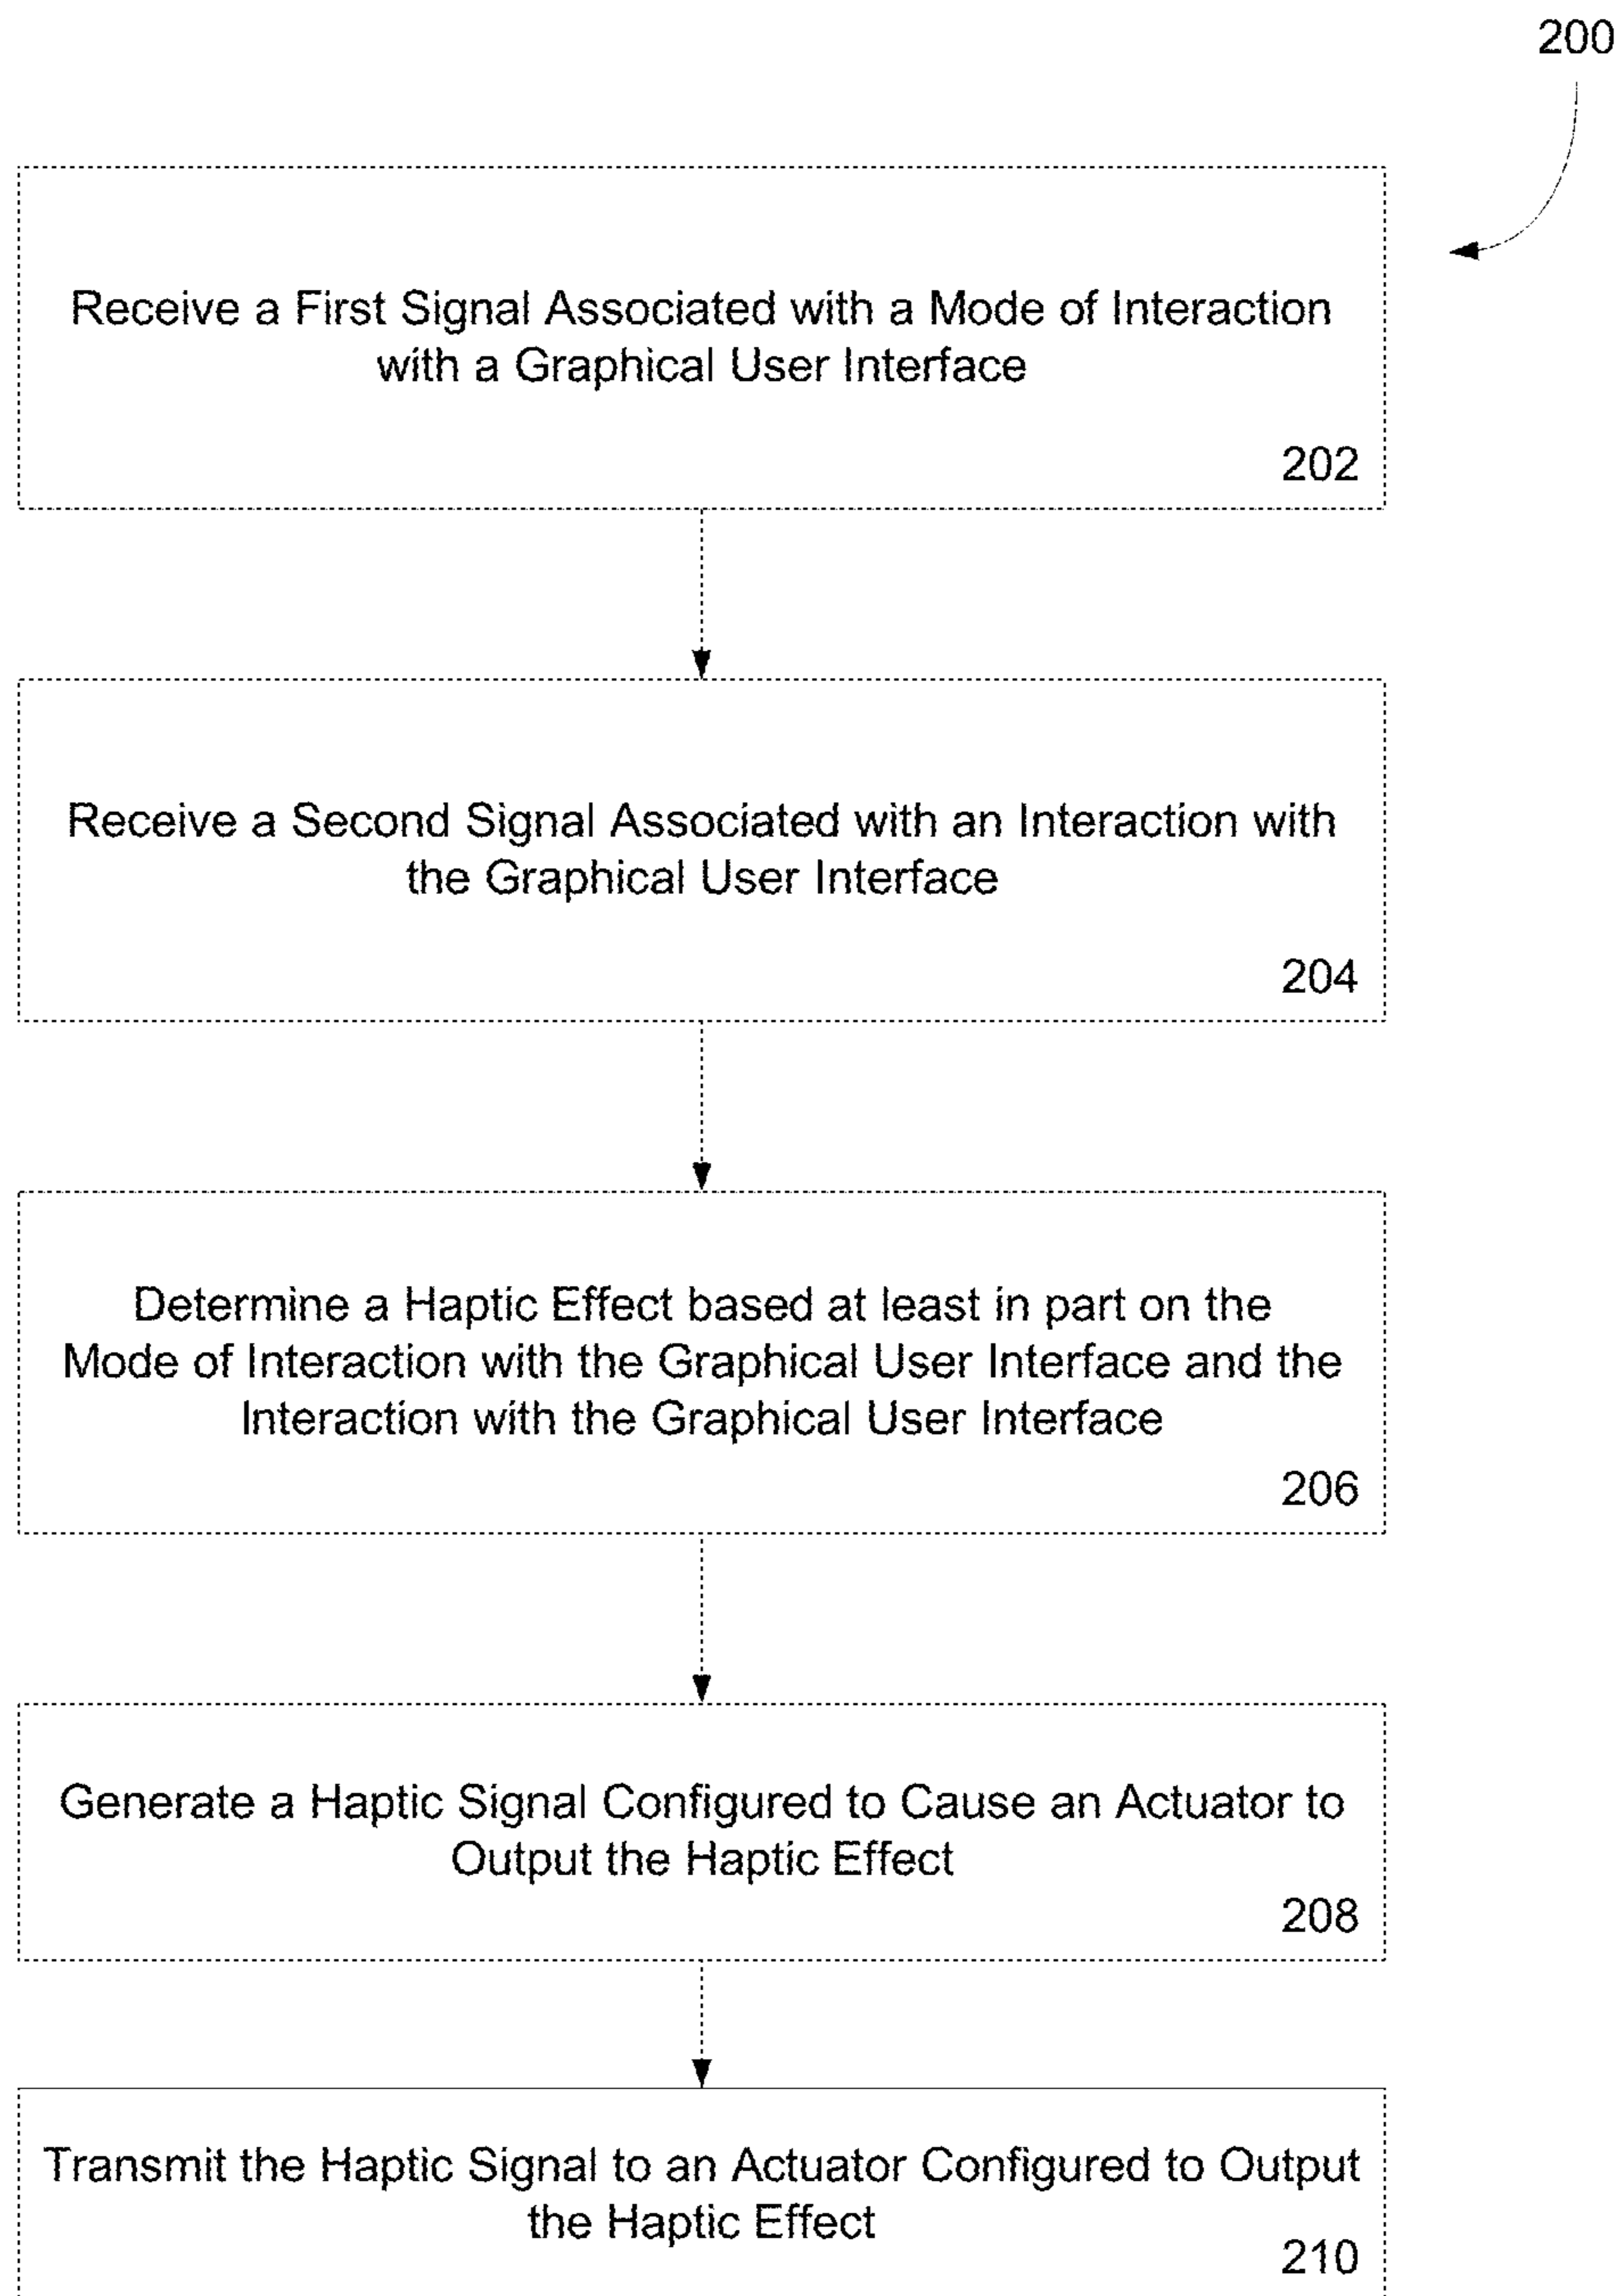 200
Receive a First Signal Associated with a Mode of Interaction
with a Graphical User Interface
202
Receive a Second Signal Associated with an Interaction with
the Graphical User Interface
204
Determine a Haptic Effect based at least in part on the
Mode of Interaction with the Graphical User Interface and the
Interaction with the Graphical User Interface
206
Generate a Haptic Signal Configured to Cause an Actuator to
Output the Haptic Effect
208
Transmit the Haptic Signal to an Actuator Configured to Output
the Haptic Effect
210